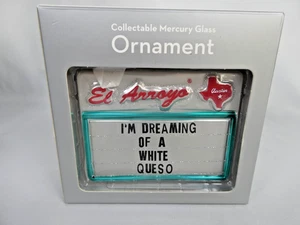 Collectable Mercury Glass
Ornament
El Arroyo
I'M DREAMING
OF A
WHITE
QUESO